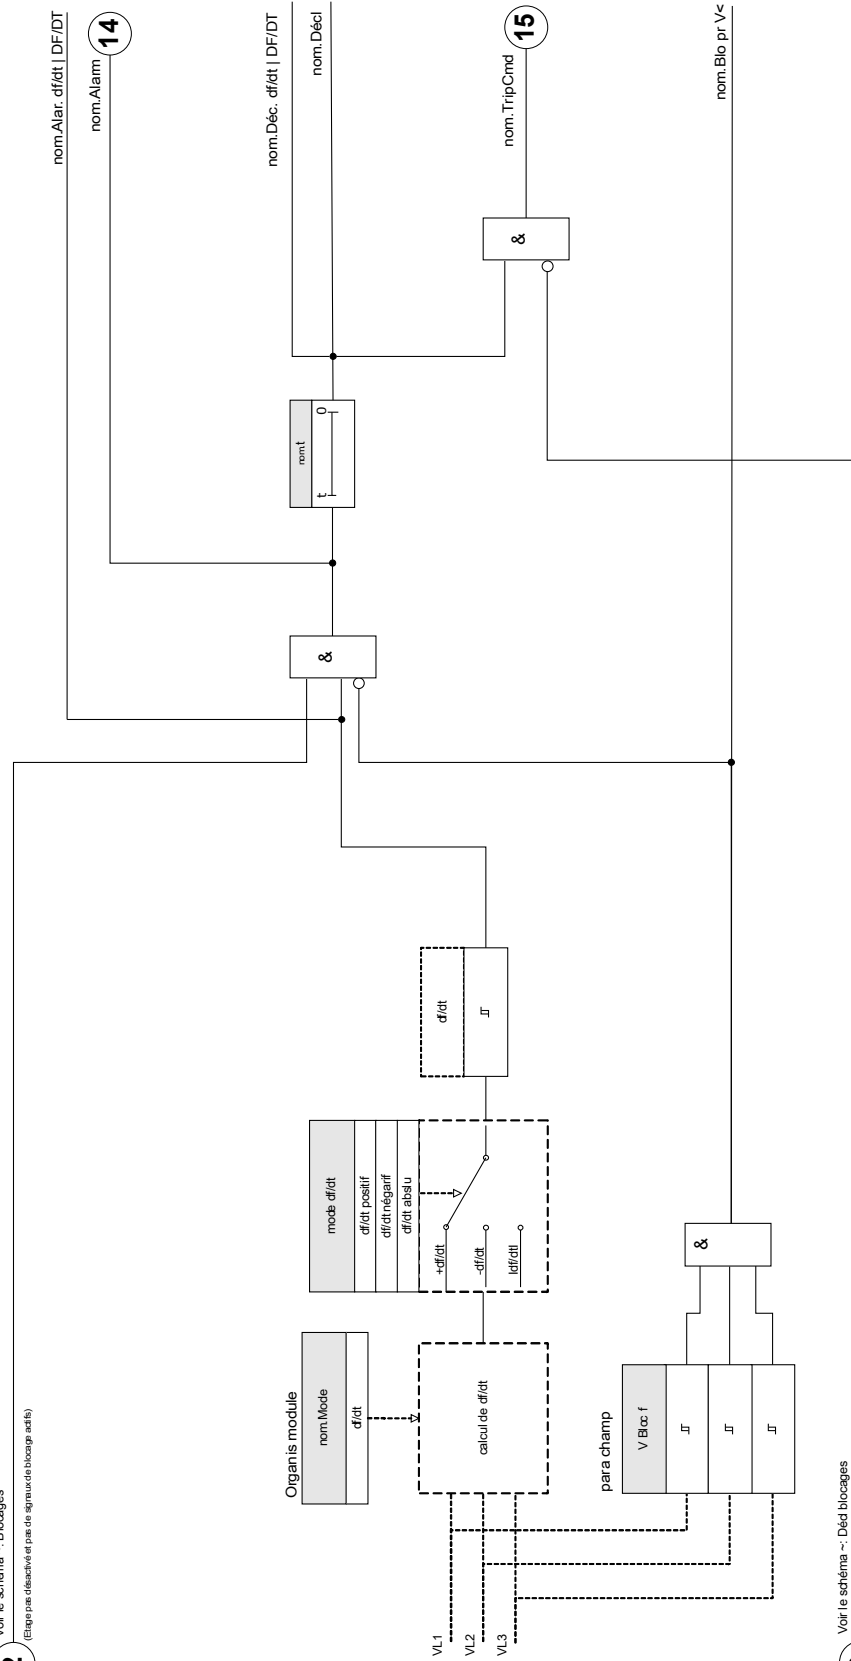 Voir le schéma ~: Blocages
(Etage pas désactivé et pas de signaux de blocage actifs)
nom.Alar. df/dt | DF/DT
nom.Alarm
14
nom.Déc. df/dt | DF/DT
nom.Décl
nom.TripCmd
15
nom.Blo pr V<
&
nom.t
t
0
&
Organis module
nom.Mode
df/dt
calcul de df/dt
mode df/dt
df/dt positif
df/dt négarif
df/dt abslu
+df/dt
-df/dt
|df/dt|
df/dt
VL1
VL2
VL3
para champ
V Bloc f
&
Voir le schéma ~: Déd blocages